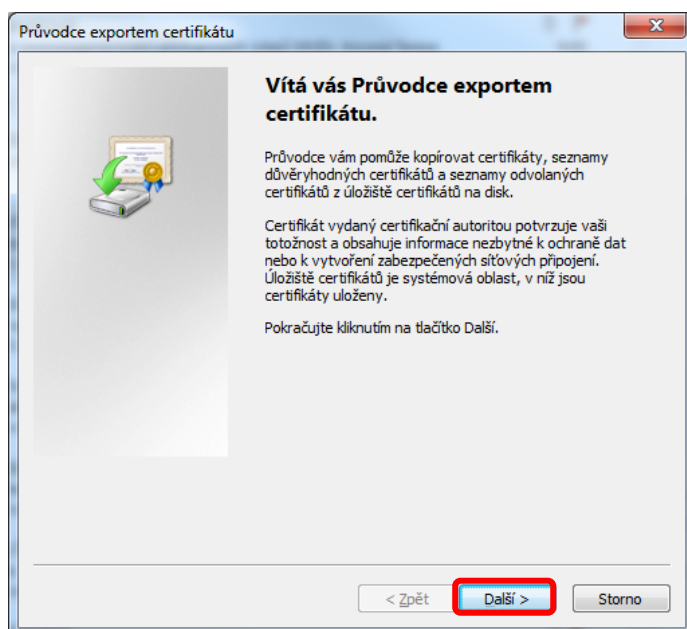 Průvodce exportem certifikátu
Vítá vás Průvodce exportem
certifikátu.
Průvodce vám pomůže kopírovat certifikáty, seznamy
důvěryhodných certifikátů a seznamy odvolaných
certifikátů z úložiště certifikátů na disk.
Certifikát vydaný certifikační autoritou potvrzuje vaši
totožnost a obsahuje informace nezbytné k ochraně dat
nebo k vytvoření zabezpečených síťových připojení.
Úložiště certifikátů je systémová oblast, v níž jsou
certifikáty uloženy.
Pokračujte kliknutím na tlačítko Další.
< Zpět Další > Storno